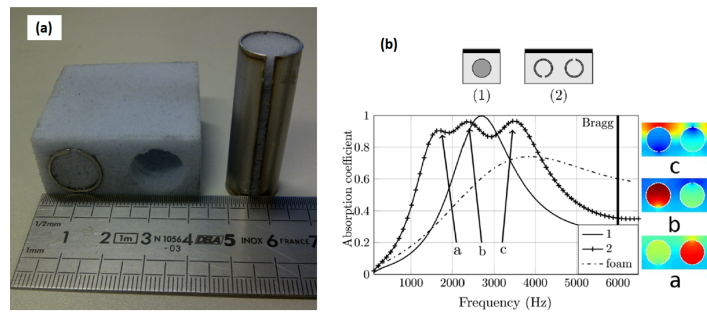 (a)
1/2mm
1mm
1 2 1m 3 N 1056 4 DELA 5 INOX 6 FRANCE 7
-03
(b)
(1) (2)
Absorption coefficient
1
0.8
0.6
0.4
0.2
0
Bragg
a b c
1
2
foam
1000 2000 3000 4000 5000 6000
Frequency (Hz)
c
b
a